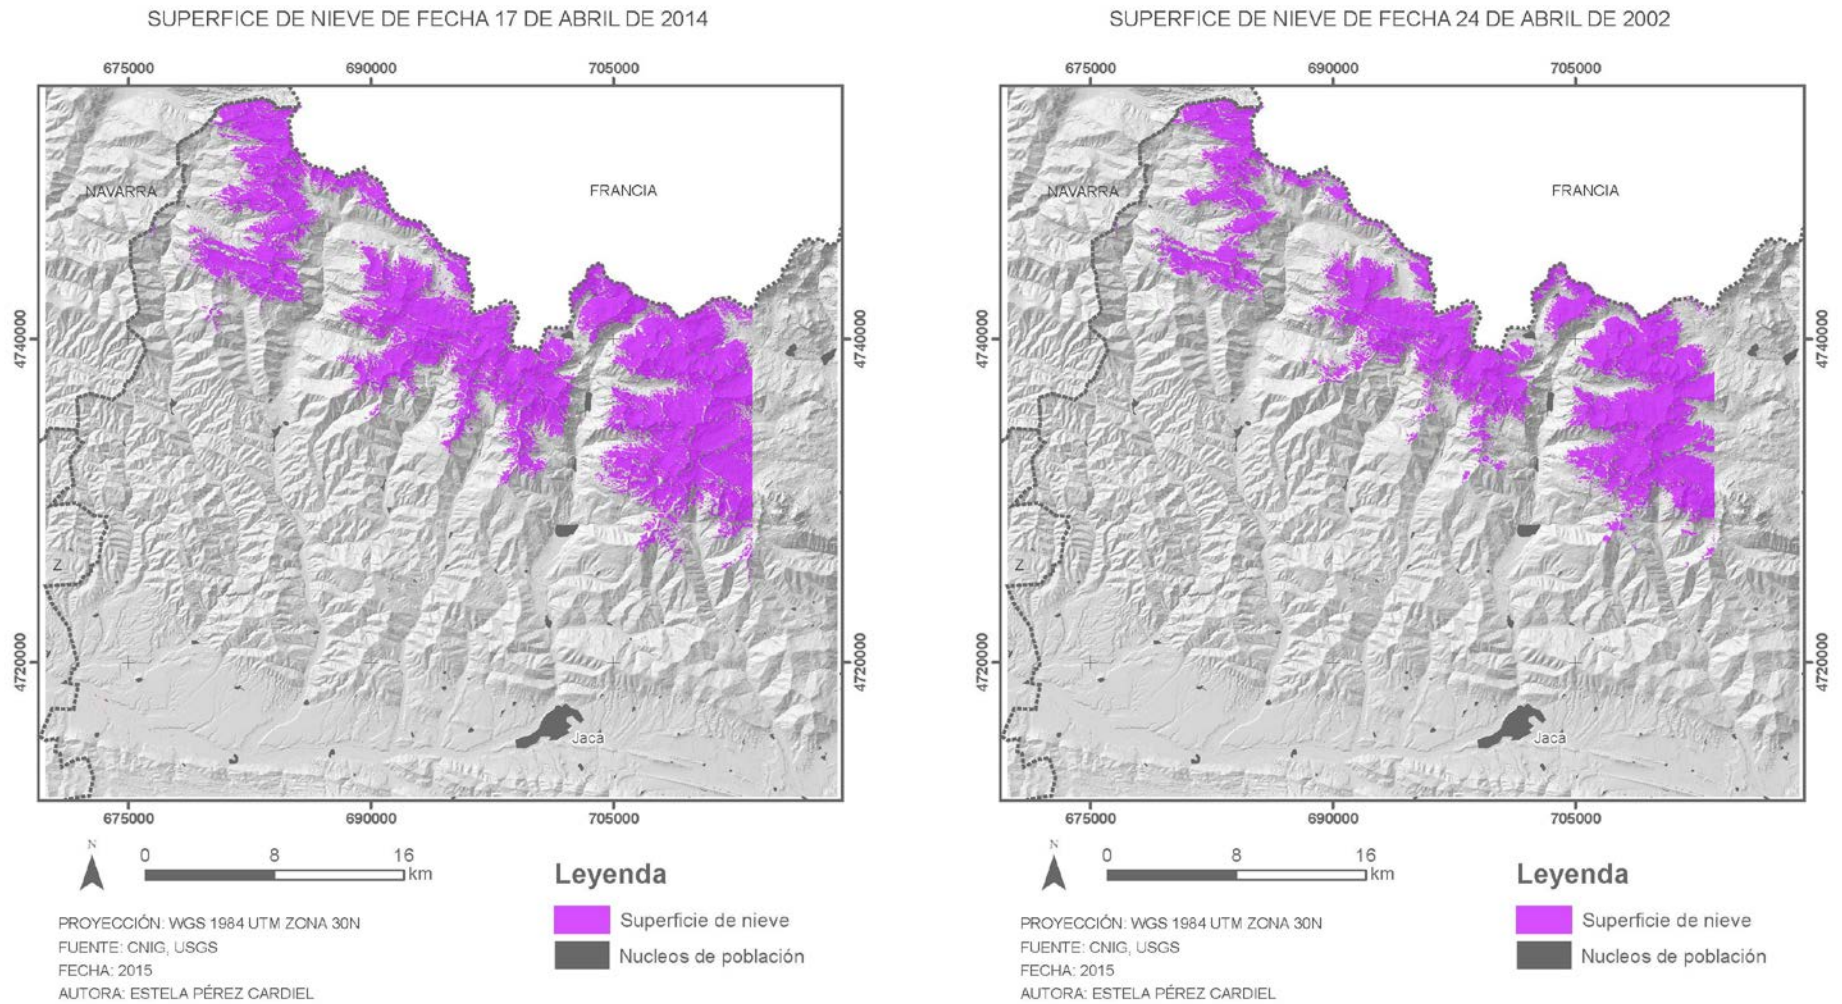 SUPERFICE DE NIEVE DE FECHA 17 DE ABRIL DE 2014
675000 690000 705000
NAVARRA
FRANCIA
4740000 4740000
Z
4720000 4720000
Jaca
675000 690000 705000
N
0 8 16
km
Leyenda
Superficie de nieve
Nucleos de población
PROYECCIÓN: WGS 1984 UTM ZONA 30N
FUENTE: CNIG, USGS
FECHA: 2015
AUTORA: ESTELA PÉREZ CARDIEL
SUPERFICE DE NIEVE DE FECHA 24 DE ABRIL DE 2002
675000 690000 705000
NAVARRA
FRANCIA
4740000 4740000
Z
4720000 4720000
Jaca
675000 690000 705000
N
0 8 16
km
Leyenda
Superficie de nieve
Nucleos de población
PROYECCIÓN: WGS 1984 UTM ZONA 30N
FUENTE: CNIG, USGS
FECHA: 2015
AUTORA: ESTELA PÉREZ CARDIEL